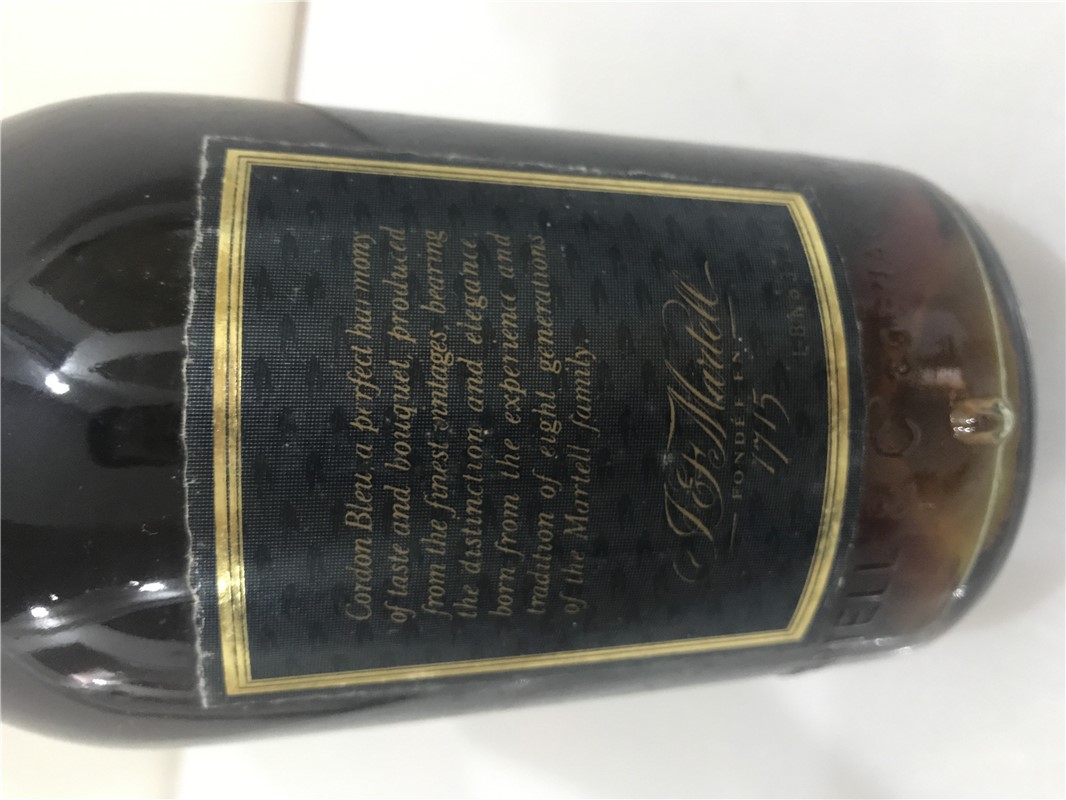 Cordon Bleu, a perfect harmony
of taste and bouquet, produced
from the finest vintages, bearing
the distinction and elegance
born from the experience and
tradition of eight generations
of the Martell family.
J&F Martell
FONDÉE EN
1715